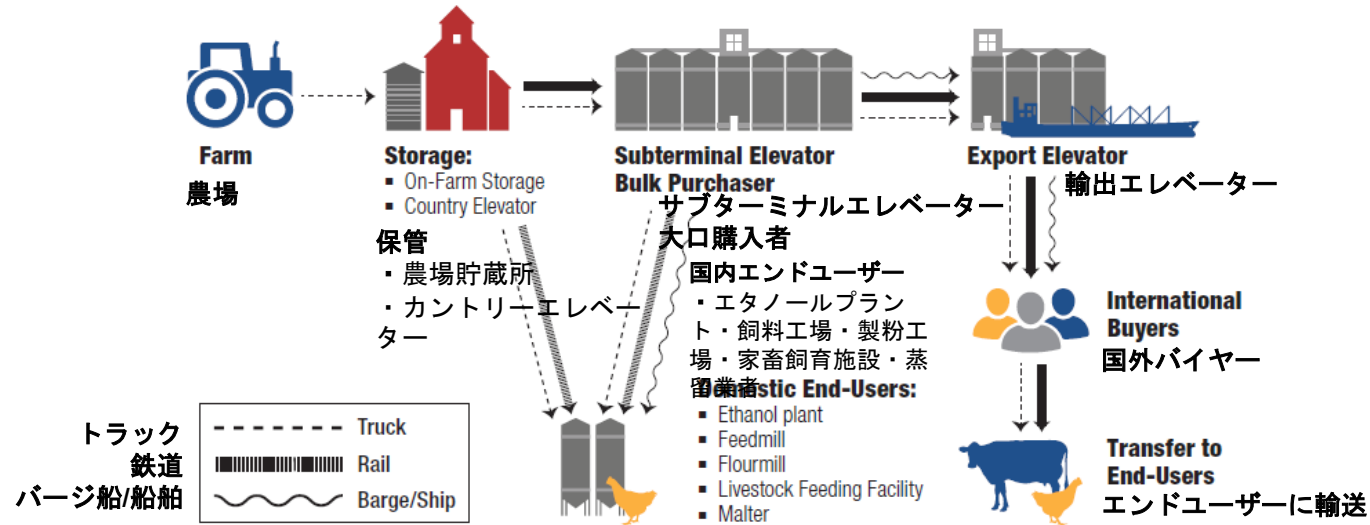 Farm
農場
Storage:
▪ On-Farm Storage
▪ Country Elevator
保管
・農場貯蔵所
・カントリーエレベー
ター
Subterminal Elevator
Bulk Purchaser
サブターミナルエレベーター
大口購入者
Export Elevator
輸出エレベーター
国内エンドユーザー
・エタノールプラン
ト・飼料工場・製粉工
場・家畜飼育施設・蒸
留業者
Domestic End-Users:
▪ Ethanol plant
▪ Feedmill
▪ Flourmill
▪ Livestock Feeding Facility
▪ Malter
International
Buyers
国外バイヤー
Transfer to
End-Users
エンドユーザーに輸送
トラック
Truck
鉄道
Rail
バージ船/船舶
Barge/Ship